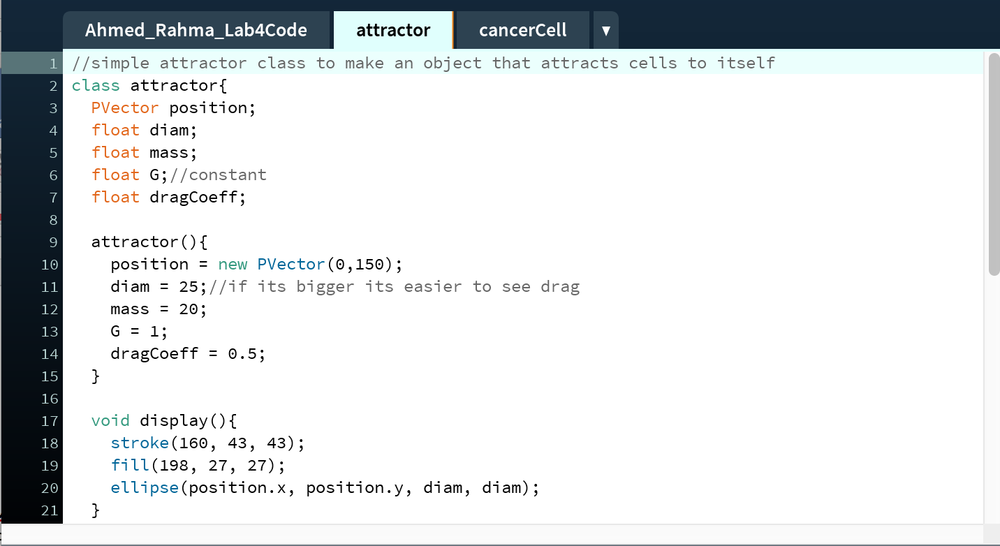 Ahmed_Rahma_Lab4Code attractor cancerCell ▼
1 //simple attractor class to make an object that attracts cells to itself
2 class attractor{
3   PVector position;
4   float diam;
5   float mass;
6   float G;//constant
7   float dragCoeff;
8
9   attractor(){
10     position = new PVector(0,150);
11     diam = 25;//if its bigger its easier to see drag
12     mass = 20;
13     G = 1;
14     dragCoeff = 0.5;
15   }
16
17   void display(){
18     stroke(160, 43, 43);
19     fill(198, 27, 27);
20     ellipse(position.x, position.y, diam, diam);
21   }